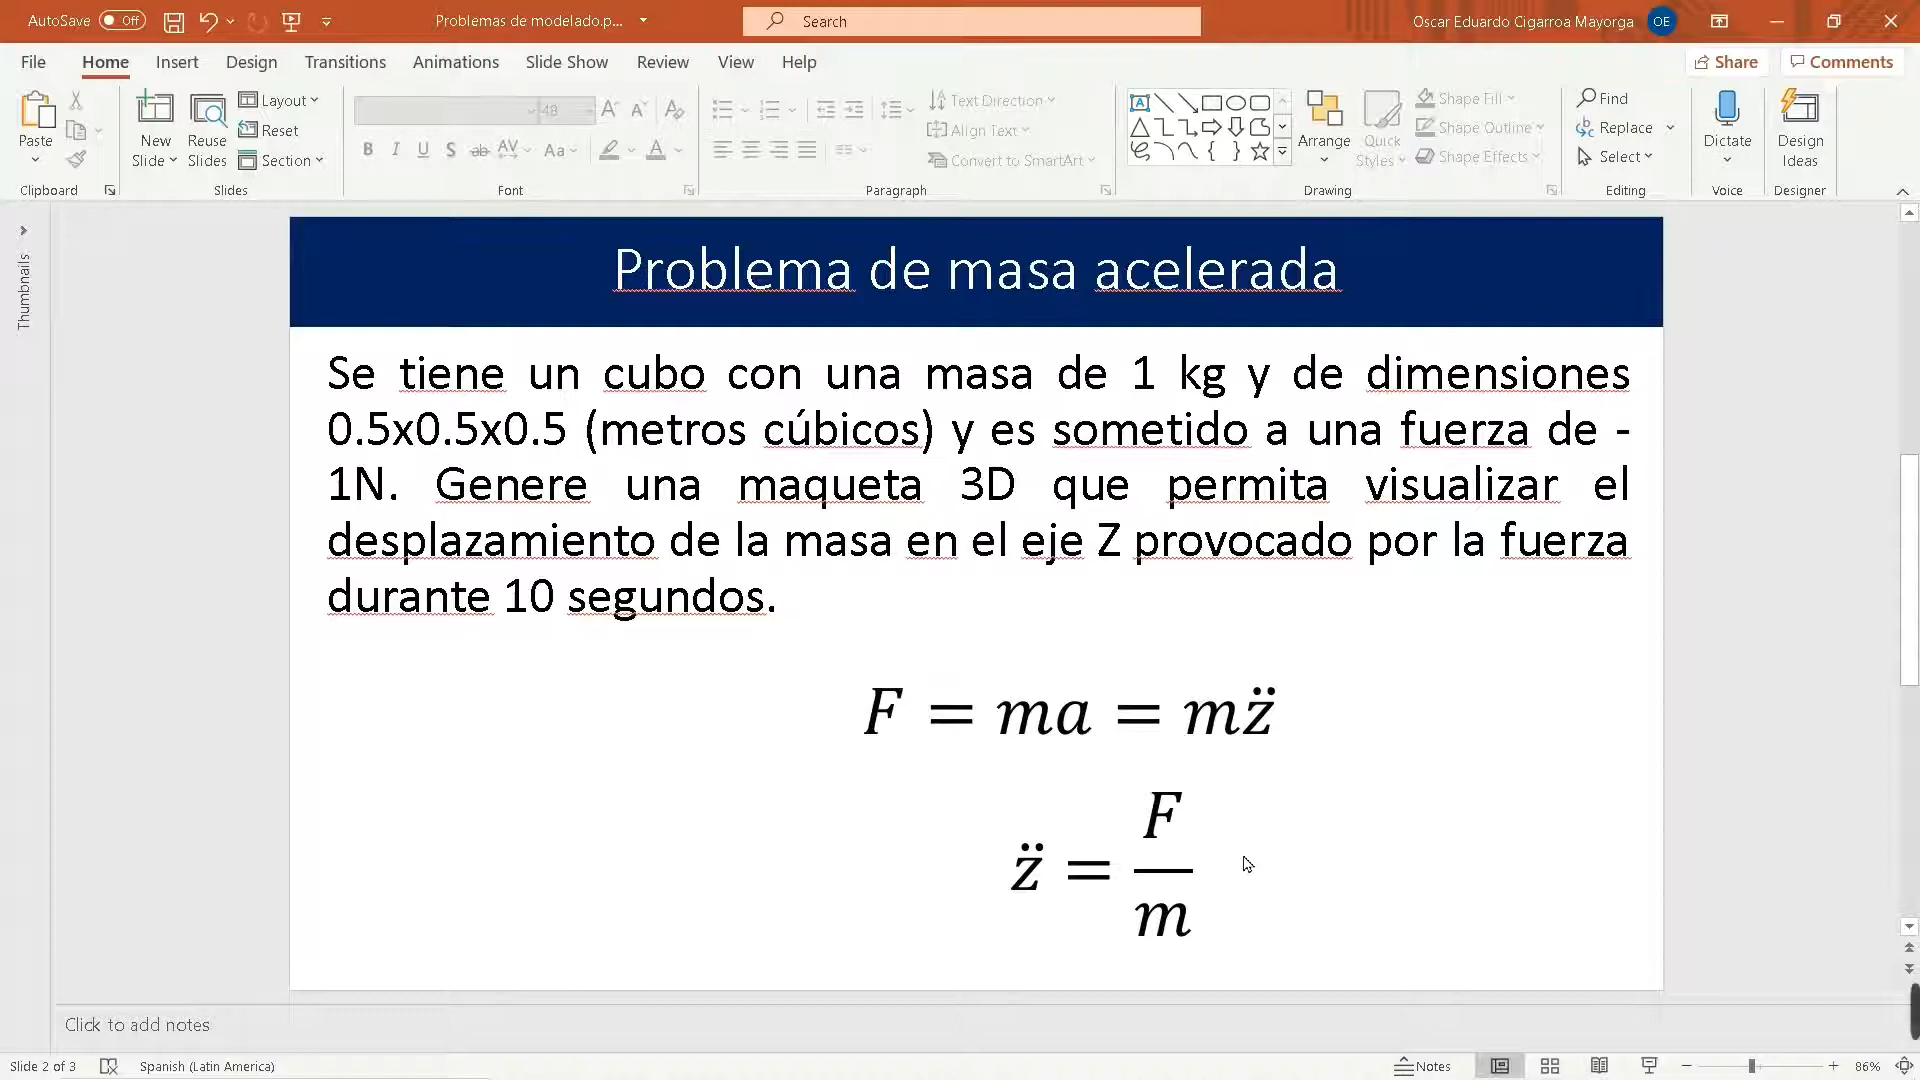 AutoSave Off Problemas de modelado.p... Search Oscar Eduardo Cigarroa Mayorga OE
File Home Insert Design Transitions Animations Slide Show Review View Help Share Comments
Paste
Clipboard
New Slide
Reuse Slides
Layout
Reset
Section
Slides
48
B I U S ab AV Aa A
Font
Text Direction
Align Text
Convert to SmartArt
Paragraph
Arrange
Quick Styles
Shape Fill
Shape Outline
Shape Effects
Drawing
Find
Replace
Select
Editing
Dictate
Voice
Design Ideas
Designer
Thumbnails
Problema de masa acelerada
Se tiene un cubo con una masa de 1 kg y de dimensiones
0.5x0.5x0.5 (metros cúbicos) y es sometido a una fuerza de -
1N. Genere una maqueta 3D que permita visualizar el
desplazamiento de la masa en el eje Z provocado por la fuerza
durante 10 segundos.
F = ma = mz̈
z̈ = F/m
Click to add notes
Slide 2 of 3 Spanish (Latin America) Notes 86%